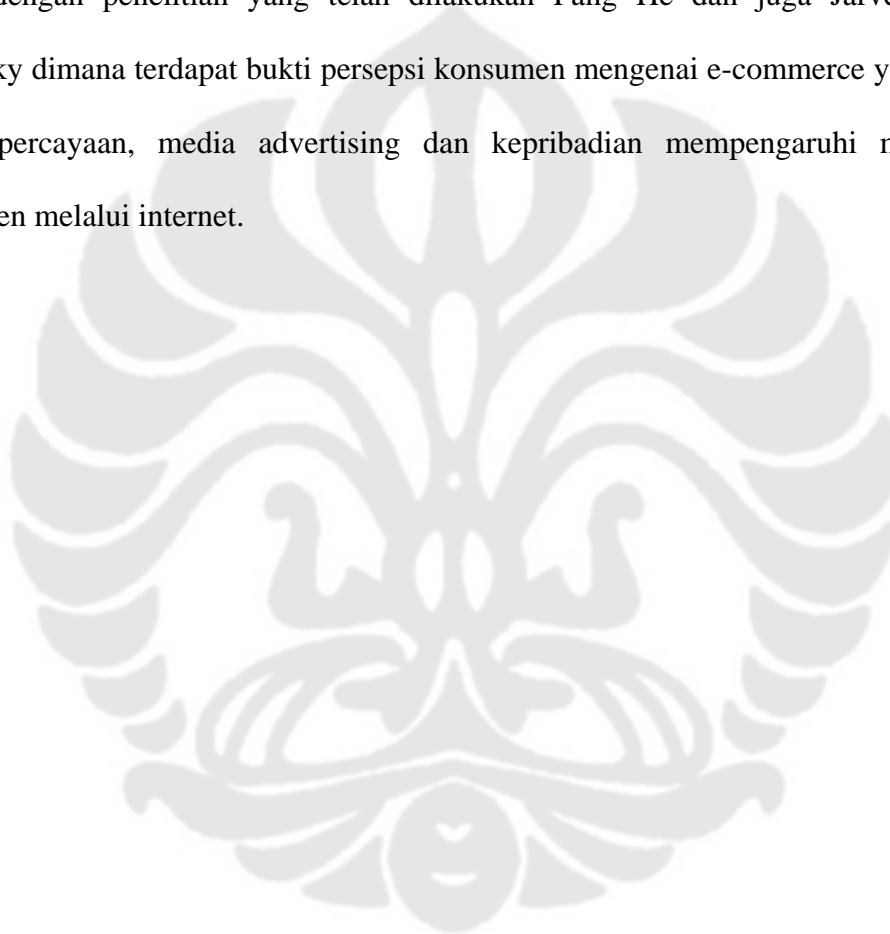 dengan penelitian yang telah dilakukan Fang He dan juga
ky dimana terdapat bukti persepsi konsumen mengenai e-commerce y
percayaan, media advertising dan kepribadian mempengaruhi
en melalui internet.